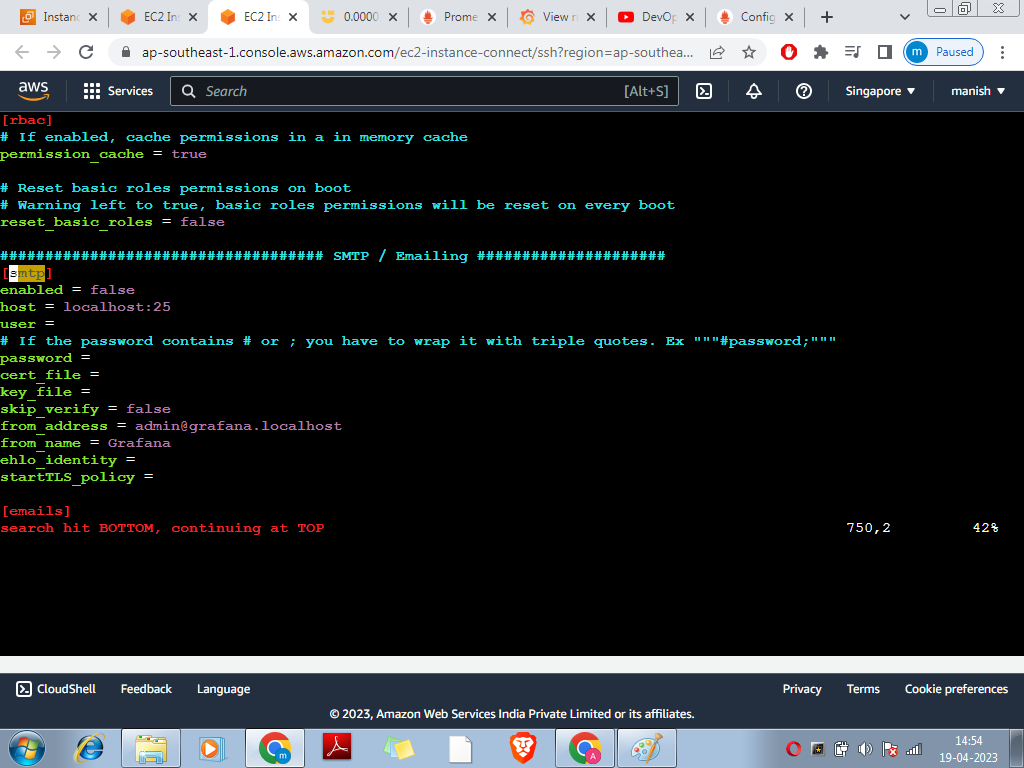 Instanc
EC2 In
EC2 In
0.0000
Prome
View r
DevOp
Config
ap-southeast-1.console.aws.amazon.com/ec2-instance-connect/ssh?region=ap-southea...
m Paused
aws
Services
Search [Alt+S]
Singapore
manish
[rbac]
# If enabled, cache permissions in a in memory cache
permission_cache = true
# Reset basic roles permissions on boot
# Warning left to true, basic roles permissions will be reset on every boot
reset_basic_roles = false
#################################### SMTP / Emailing #####################
[smtp]
enabled = false
host = localhost:25
user =
# If the password contains # or ; you have to wrap it with triple quotes. Ex """#password;"""
password =
cert_file =
key_file =
skip_verify = false
from_address = admin@grafana.localhost
from_name = Grafana
ehlo_identity =
startTLS_policy =
[emails]
search hit BOTTOM, continuing at TOP 750,2 42%
CloudShell Feedback Language Privacy Terms Cookie preferences
© 2023, Amazon Web Services India Private Limited or its affiliates.
m
A
14:54
19-04-2023